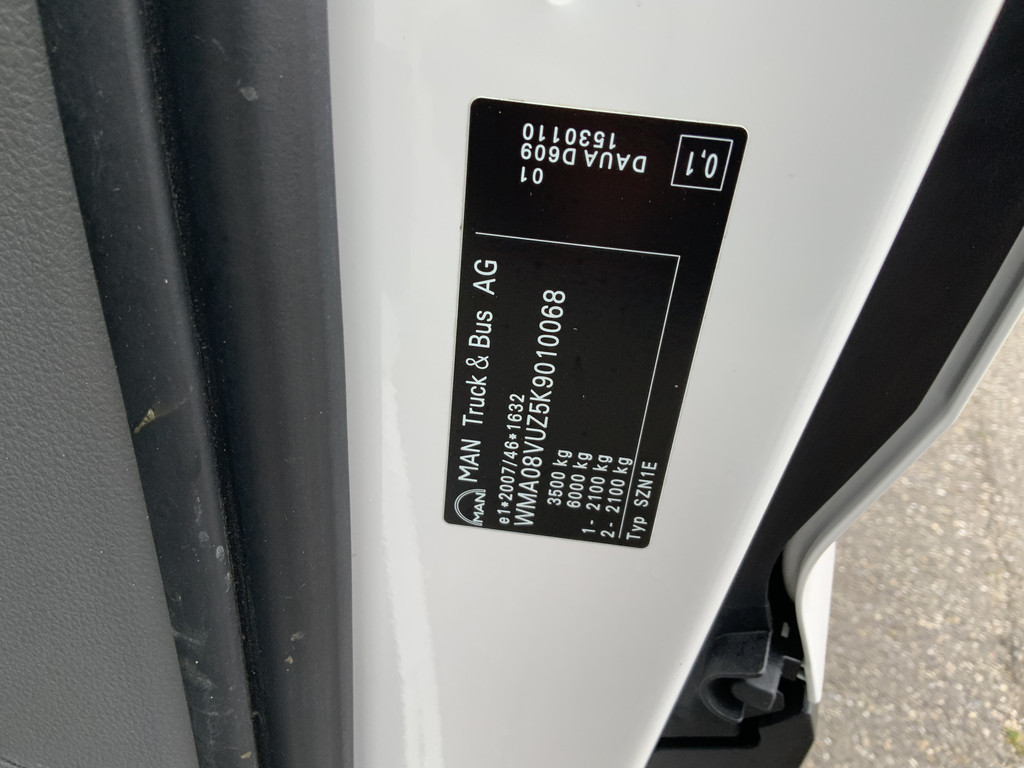 MAN MAN Truck & Bus AG
e1*2007/46*1632
WMA08VUZ5K9010068
3500 kg
6000 kg
1- 2100 kg
2- 2100 kg
Typ SZN1E
01
DAUA D609
1530110
0,1